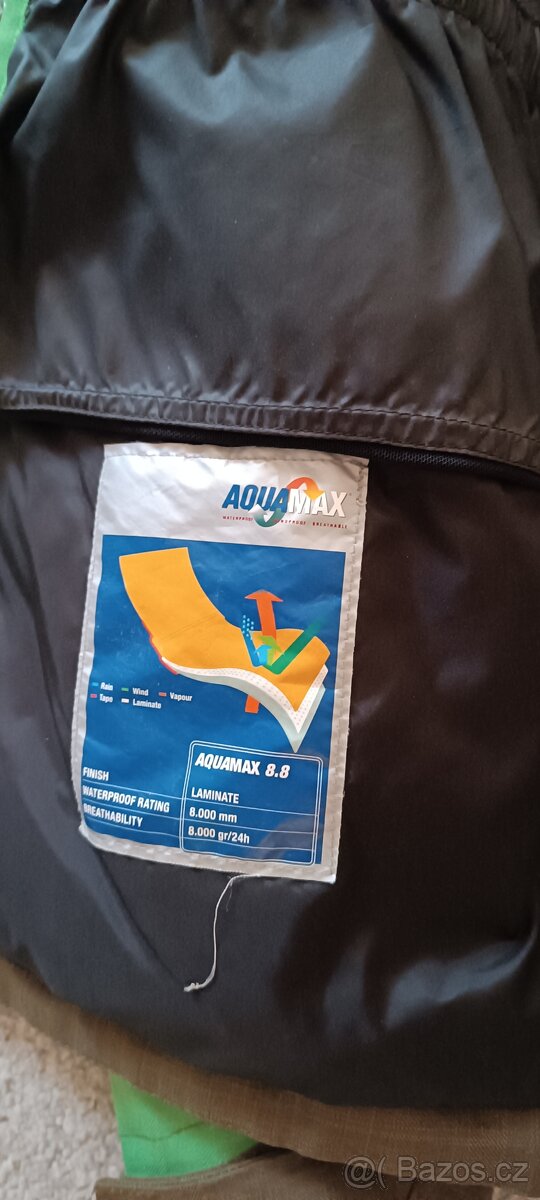 AQUAMAX®
WATERPROOF WINDPROOF BREATHABLE
Rain Wind Vapour
Tape Laminate
AQUAMAX 8.8
FINISH LAMINATE
WATERPROOF RATING 8.000 mm
BREATHABILITY 8.000 gr/24h
@ Bazos.cz